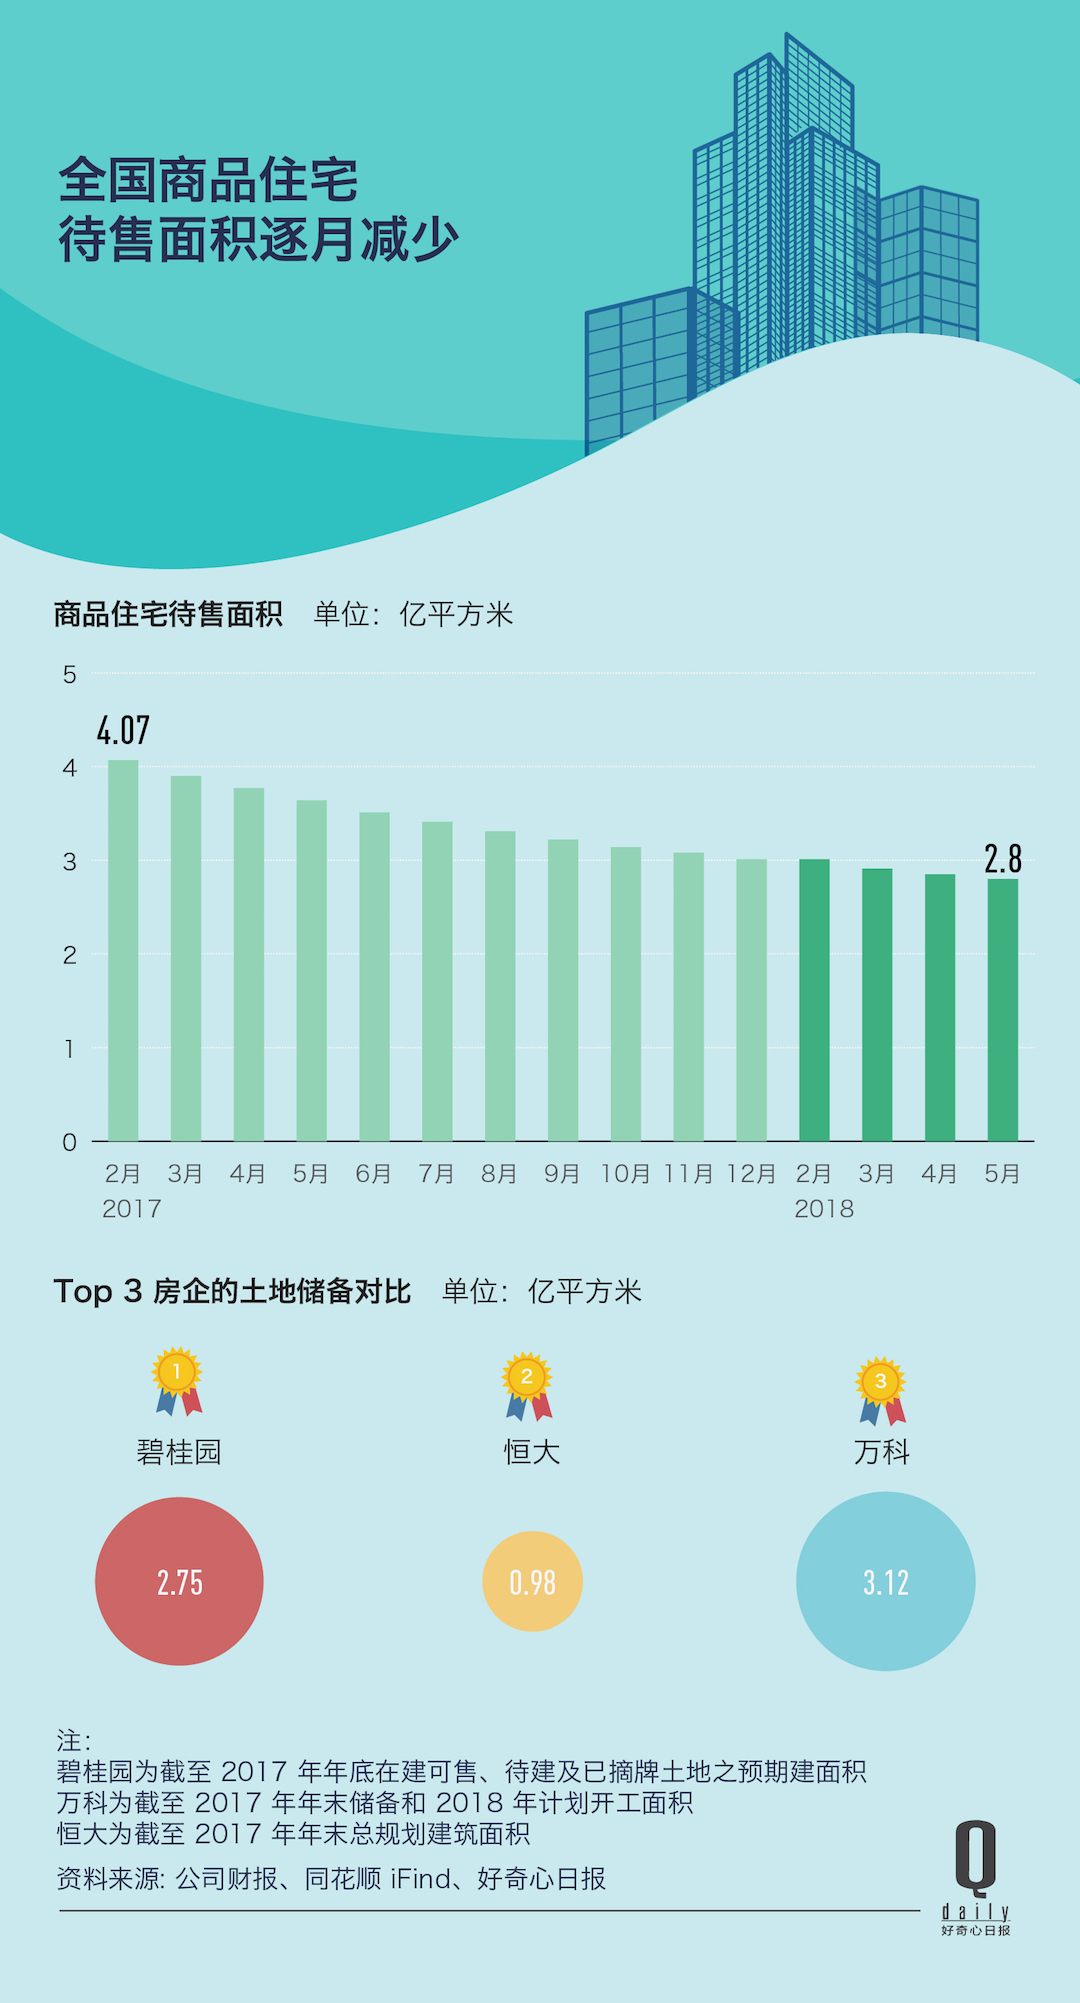 全国商品住宅
待售面积逐月减少
商品住宅待售面积 单位：亿平方米
5
4.07
4
3
2.8
2
1
0
2月 3月 4月 5月 6月 7月 8月 9月 10月 11月 12月 2月 3月 4月 5月
2017 2018
Top 3 房企的土地储备对比 单位：亿平方米
1 2 3
碧桂园 恒大 万科
2.75 0.98 3.12
注：
碧桂园为截至 2017 年年底在建可售、待建及已摘牌土地之预期建面积
万科为截至 2017 年年末储备和 2018 年计划开工面积
恒大为截至 2017 年年末总规划建筑面积
资料来源: 公司财报、同花顺 iFind、好奇心日报
Q
daily
好奇心日报